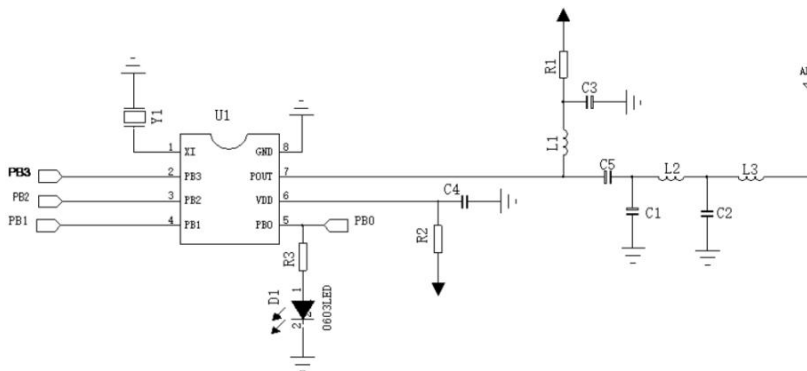 R1
C3
Y1
U1
L1
1 XI GND 8
PB3 2 PB3 POUT 7
C5 L2 L3
PB2 3 PB2 VDD 6
C4
PB1 4 PB1 PB0 5 PB0
C1 C2
R2
R3
D1 1
2 0603LED